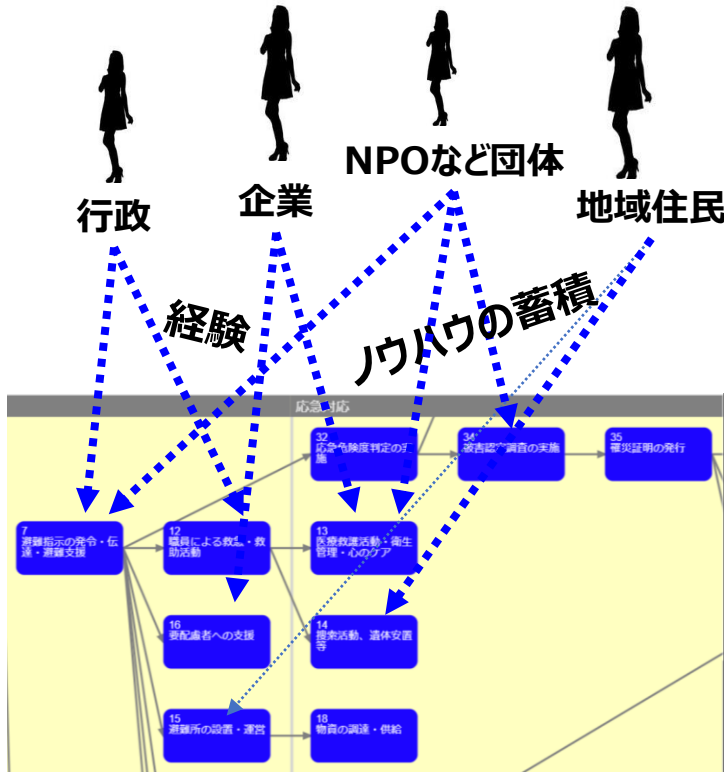 NPOなど団体
企業
行政
地域住民
経験
ノウハウの蓄積
応急対応
32
応急危険度判定の実
施
34
被害認定調査の実施
35
罹災証明の発行
7
避難指示の発令・伝
達・避難支援
12
職員による救急・救
助活動
13
医療救護活動・衛生
管理・心のケア
16
要配慮者への支援
14
捜索活動、遺体安置
等
15
避難所の設置・運営
18
物資の調達・供給